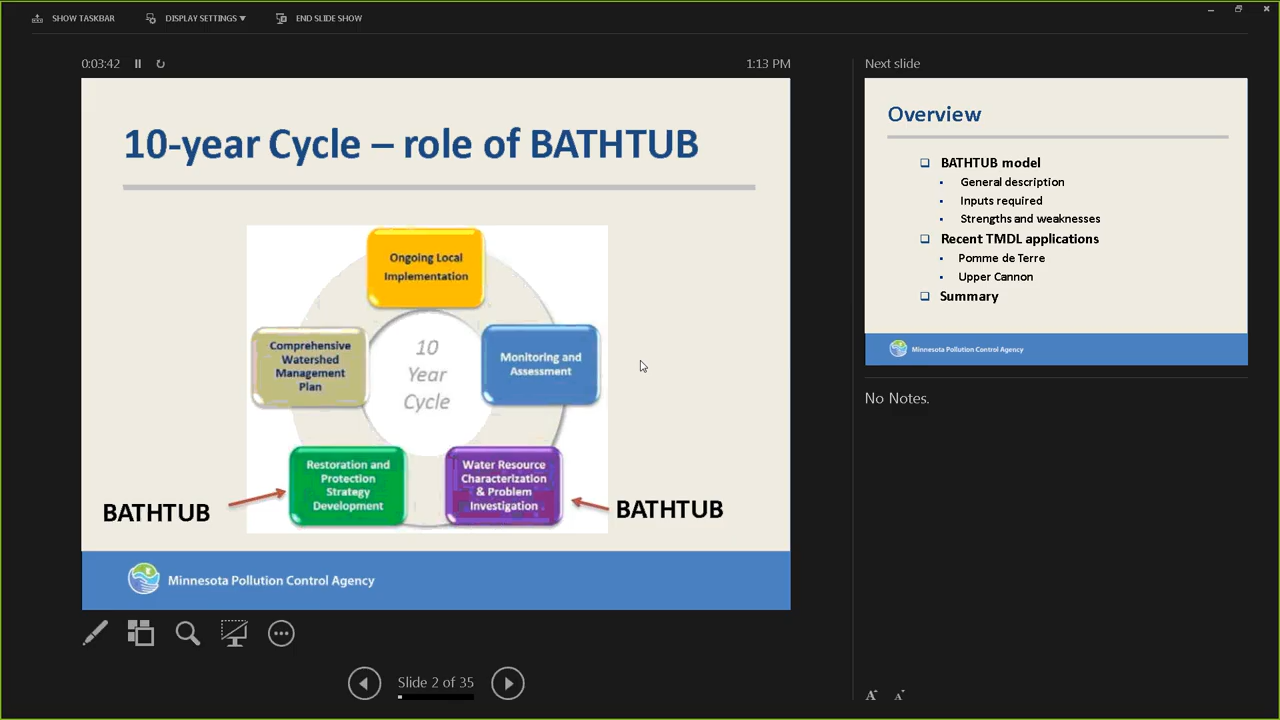 SHOW TASKBAR
DISPLAY SETTINGS ▼
END SLIDE SHOW
0:03:42
1:13 PM
10-year Cycle – role of BATHTUB
Ongoing Local
Implementation
Comprehensive
Watershed
Management
Plan
10
Year
Cycle
Monitoring and
Assessment
Restoration and
Protection
Strategy
Development
Water Resource
Characterization
& Problem
Investigation
BATHTUB
BATHTUB
Minnesota Pollution Control Agency
Slide 2 of 35
Next slide
Overview
BATHTUB model
General description
Inputs required
Strengths and weaknesses
Recent TMDL applications
Pomme de Terre
Upper Cannon
Summary
Minnesota Pollution Control Agency
No Notes.
A A